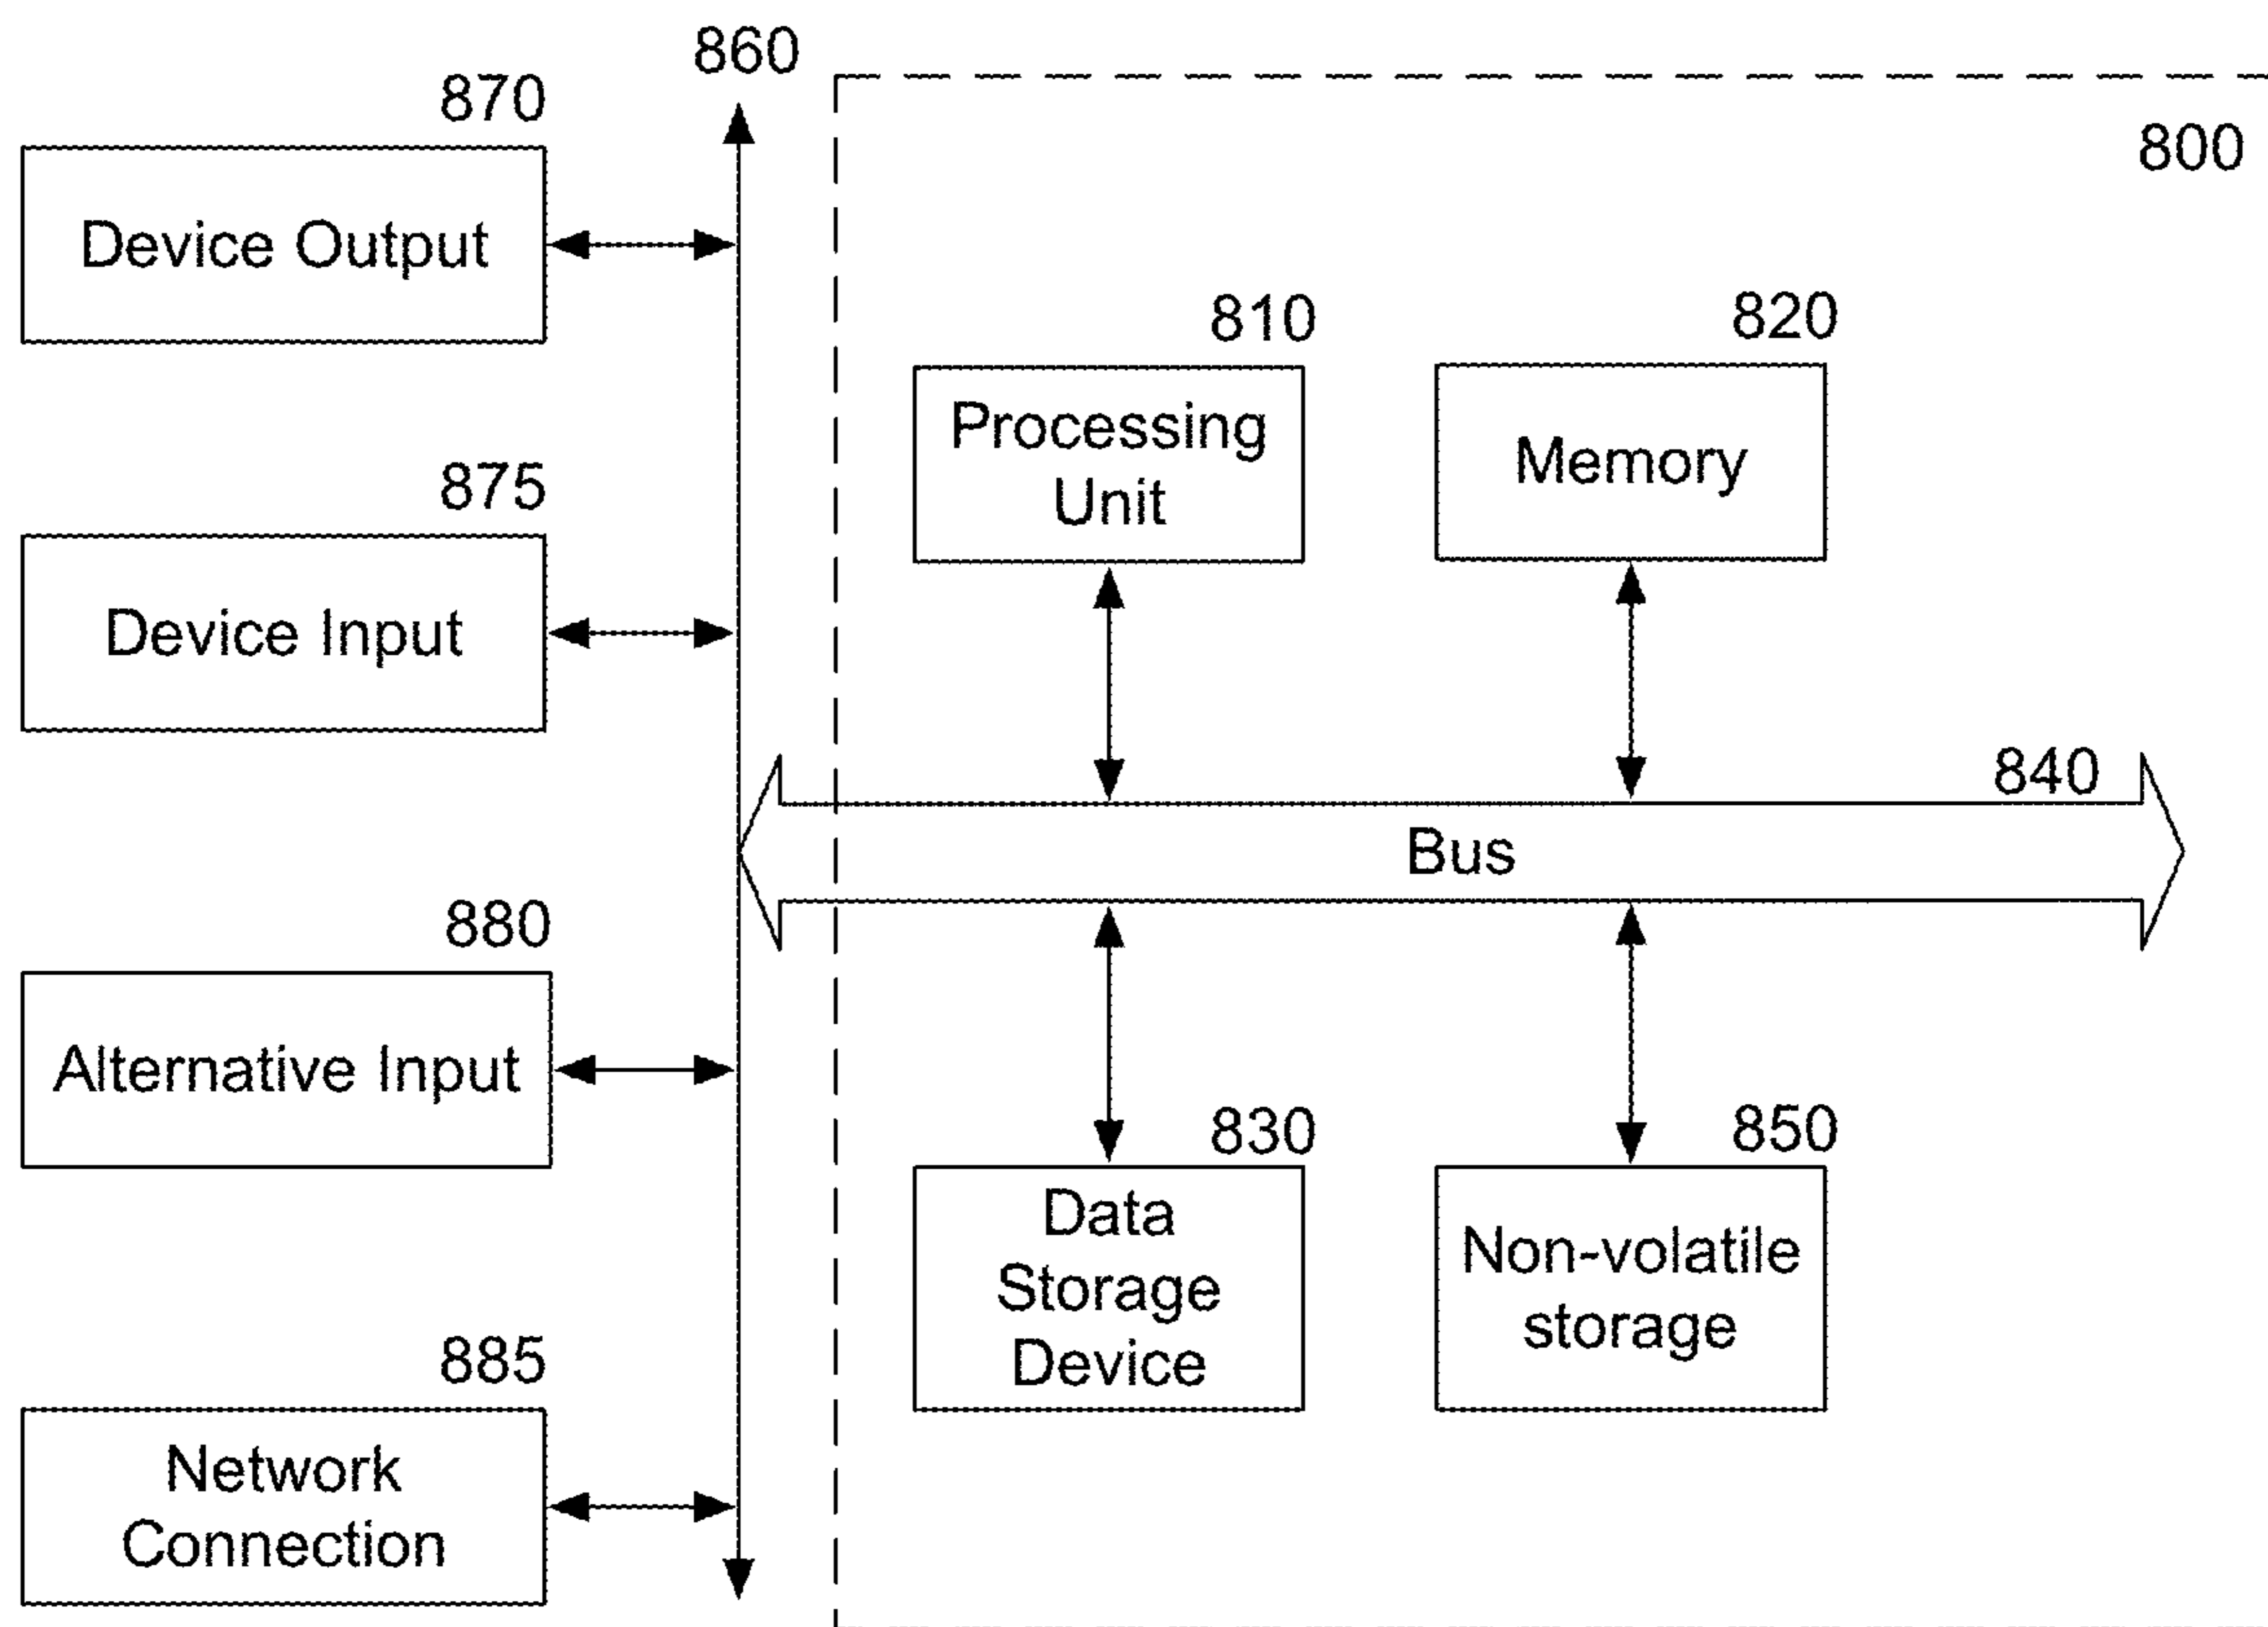 860
870
Device Output
800
810
Processing
Unit
820
Memory
875
Device Input
840
Bus
880
Alternative Input
830
Data
Storage
Device
850
Non-volatile
storage
885
Network
Connection